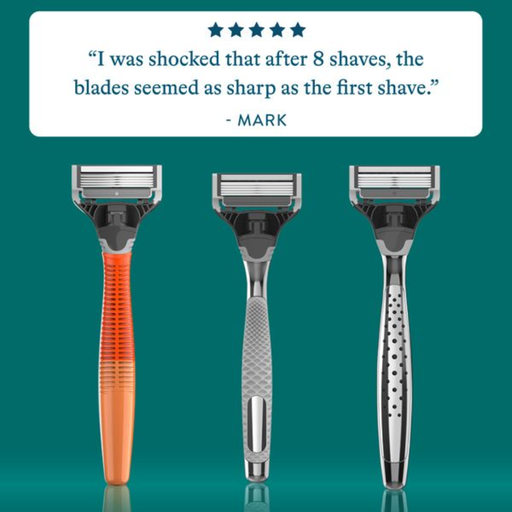 “I was shocked that after 8 shaves, the
blades seemed as sharp as the first shave.”
- MARK